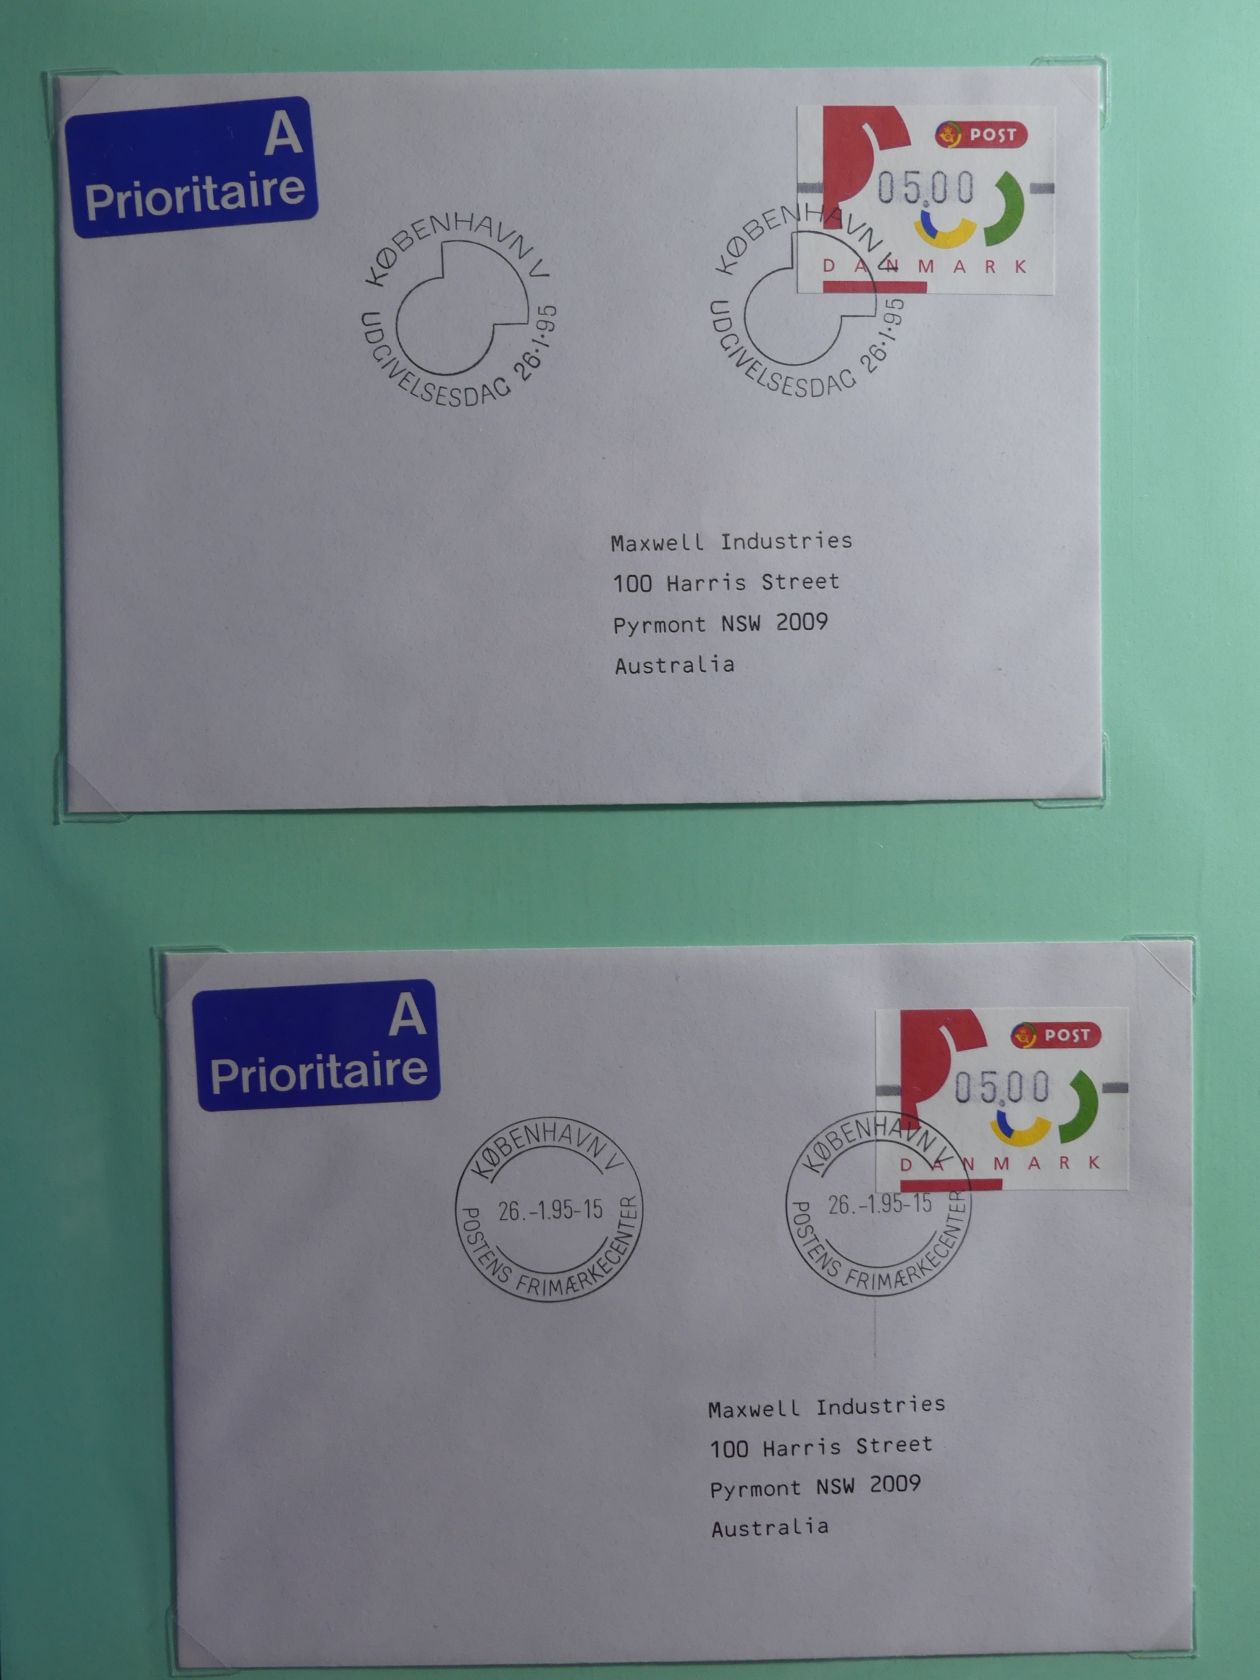 A
Prioritaire
POST
05.00
DANMARK
KØBENHAVN V
UDGIVELSESDAG 26.1.95
KØBENHAVN V
UDGIVELSESDAG 26.1.95
Maxwell Industries
100 Harris Street
Pyrmont NSW 2009
Australia
A
Prioritaire
POST
05.00
DANMARK
KØBENHAVN V
26.-1.95-15
POSTENS FRIMÆRKECENTER
KØBENHAVN V
26.-1.95-15
POSTENS FRIMÆRKECENTER
Maxwell Industries
100 Harris Street
Pyrmont NSW 2009
Australia